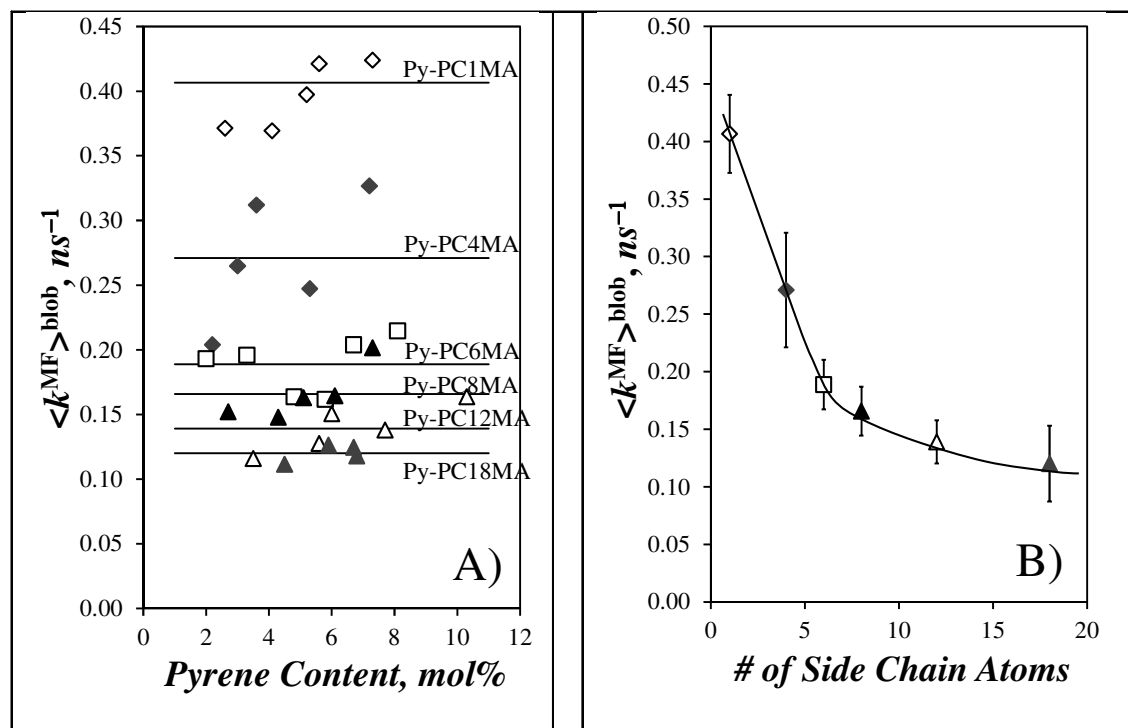 0.45
0.40
0.35
0.30
0.25
0.20
0.15
0.10
0.05
0.00
<k^MF>^blob, ns⁻¹
Py-PC1MA
Py-PC4MA
Py-PC6MA
Py-PC8MA
Py-PC12MA
Py-PC18MA
A)
0 2 4 6 8 10 12
Pyrene Content, mol%
0.50
0.45
0.40
0.35
0.30
0.25
0.20
0.15
0.10
0.05
0.00
<k^MF>^blob, ns⁻¹
B)
0 5 10 15 20
# of Side Chain Atoms